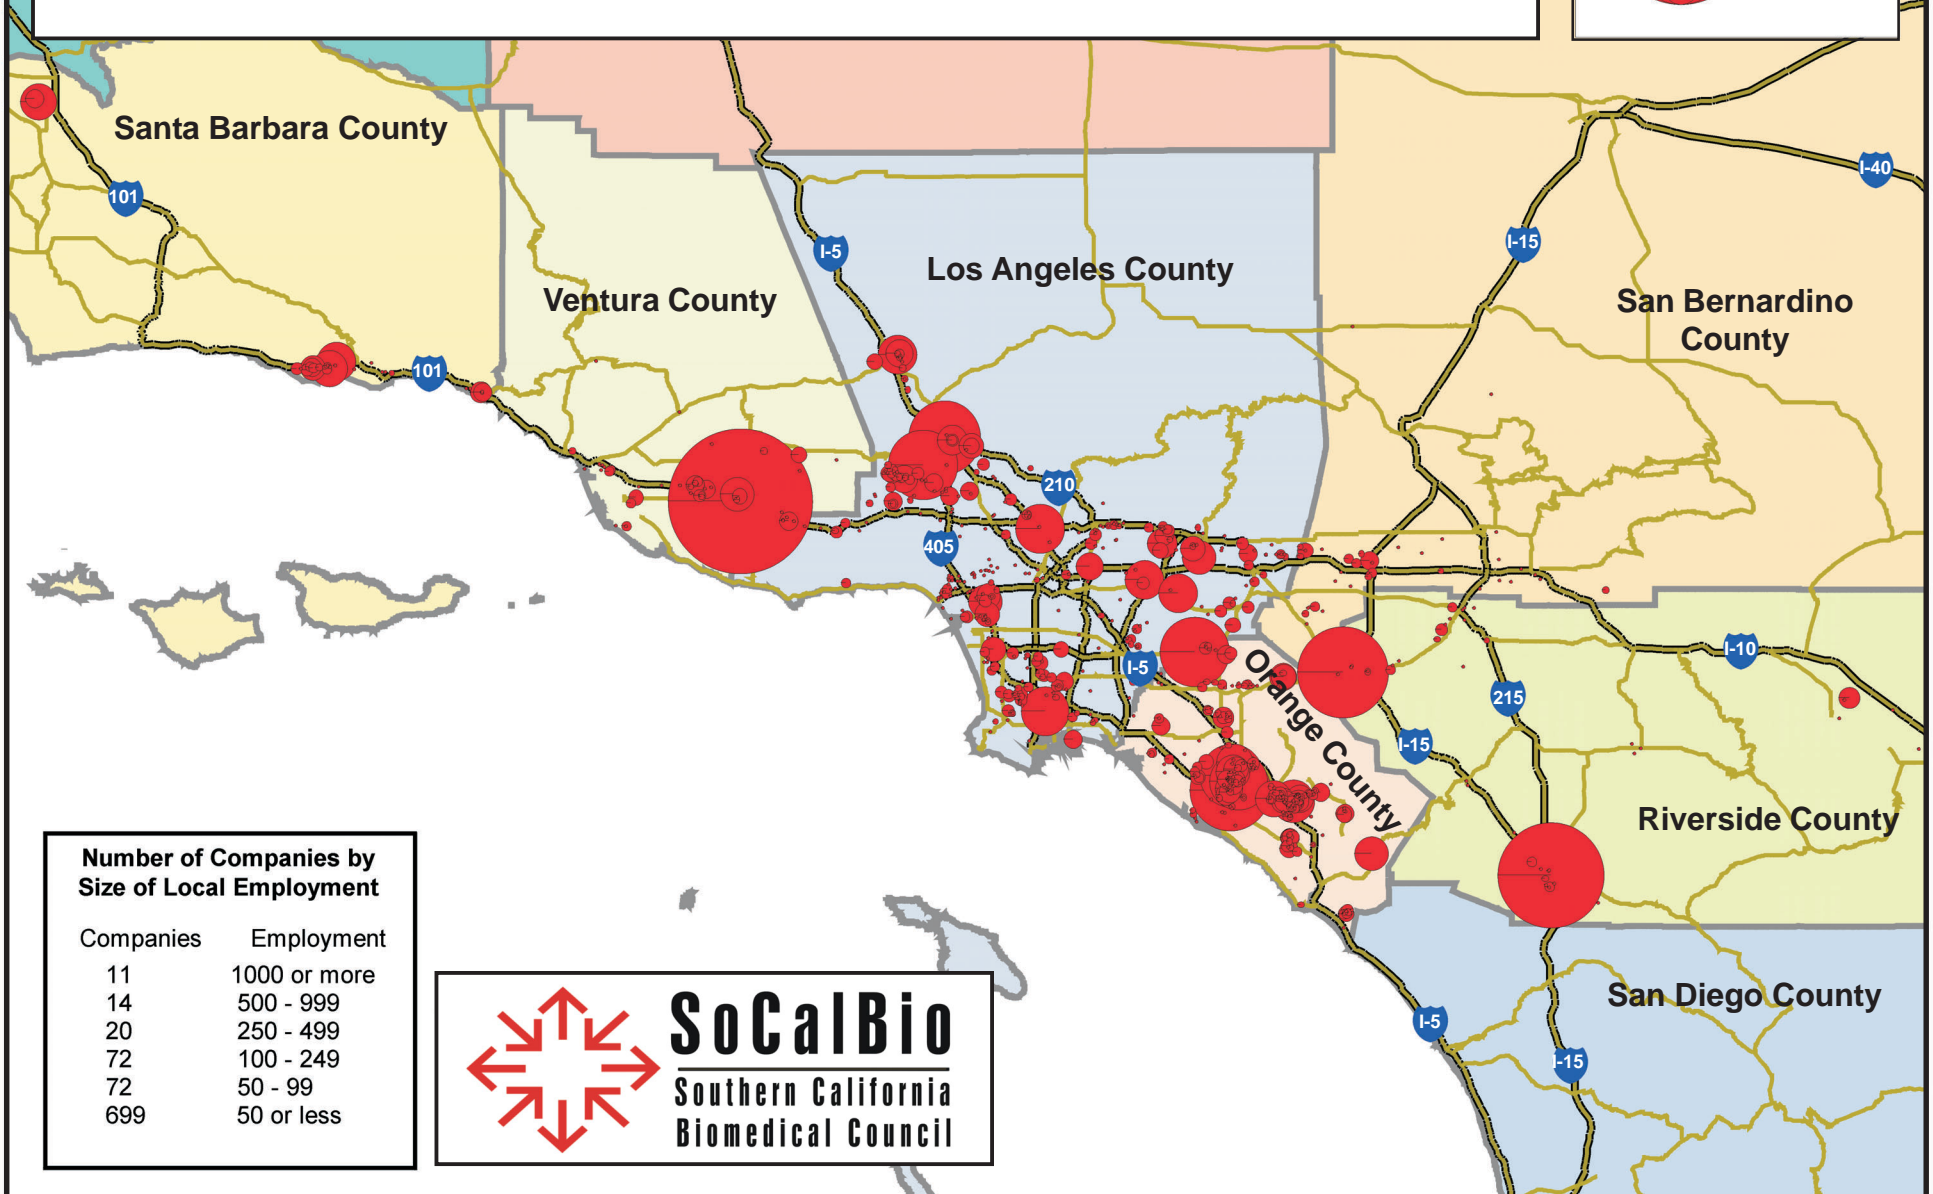 Santa Barbara County
101
I-40
I-15
I-5
Los Angeles County
Ventura County
San Bernardino
County
101
210
405
I-5
Orange County
I-10
215
I-15
Riverside County
Number of Companies by
Size of Local Employment
Companies Employment
11 1000 or more
14 500 - 999
20 250 - 499
72 100 - 249
72 50 - 99
699 50 or less
SoCalBio
Southern California
Biomedical Council
San Diego County
I-5
I-15